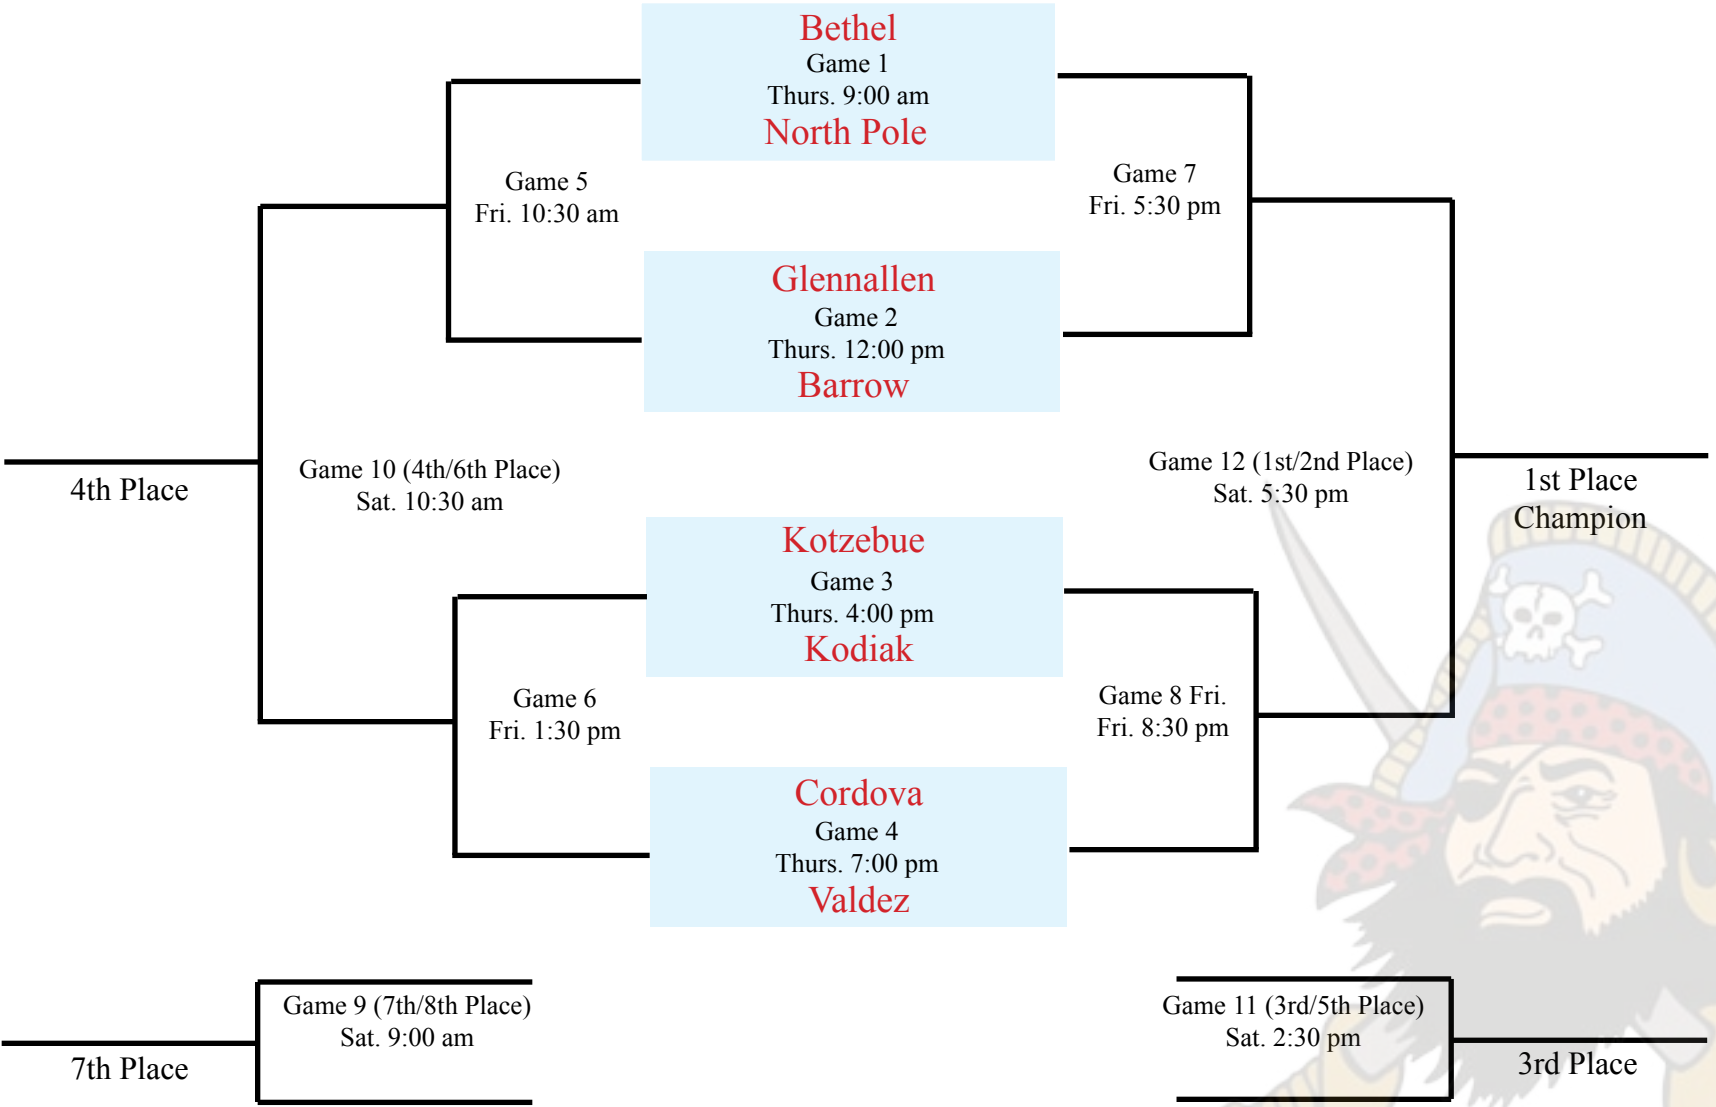 Bethel
Game 1
Thurs. 9:00 am
North Pole
Game 5
Fri. 10:30 am
Game 7
Fri. 5:30 pm
Glennallen
Game 2
Thurs. 12:00 pm
Barrow
4th Place
Game 10 (4th/6th Place)
Sat. 10:30 am
Game 12 (1st/2nd Place)
Sat. 5:30 pm
1st Place
Champion
Kotzebue
Game 3
Thurs. 4:00 pm
Kodiak
Game 6
Fri. 1:30 pm
Game 8 Fri.
Fri. 8:30 pm
Cordova
Game 4
Thurs. 7:00 pm
Valdez
Game 9 (7th/8th Place)
Sat. 9:00 am
7th Place
Game 11 (3rd/5th Place)
Sat. 2:30 pm
3rd Place